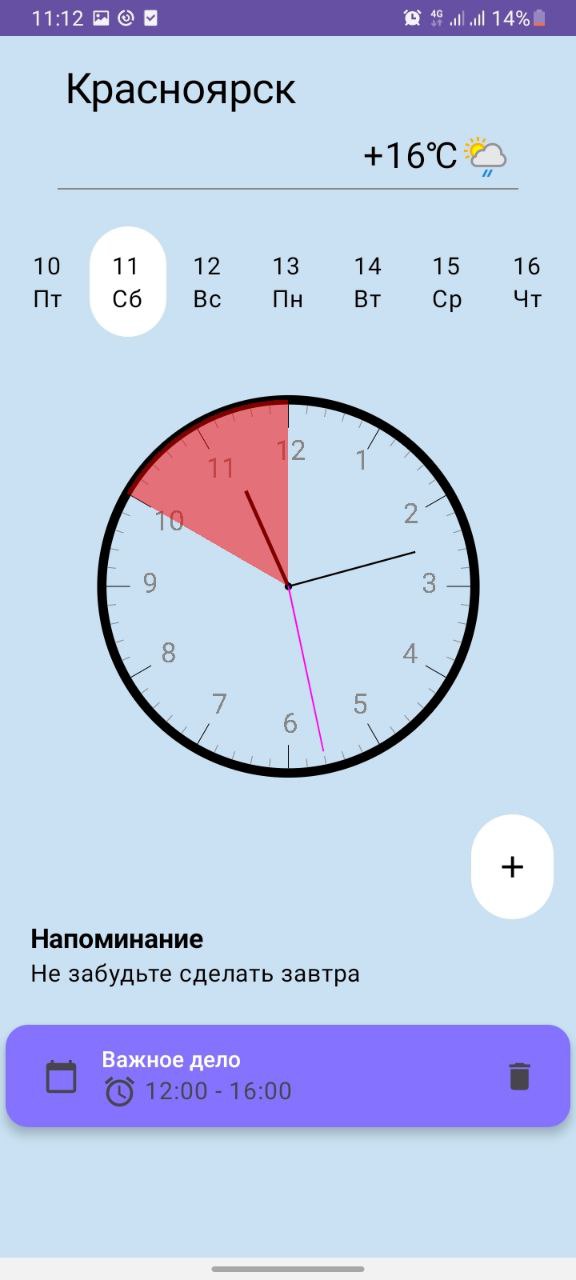 11:12
4G
14%
Красноярск
+16℃
10 11 12 13 14 15 16
Пт Сб Вс Пн Вт Ср Чт
12
11
1
10
2
9
3
8
4
7
5
6
+
Напоминание
Не забудьте сделать завтра
Важное дело
12:00 - 16:00